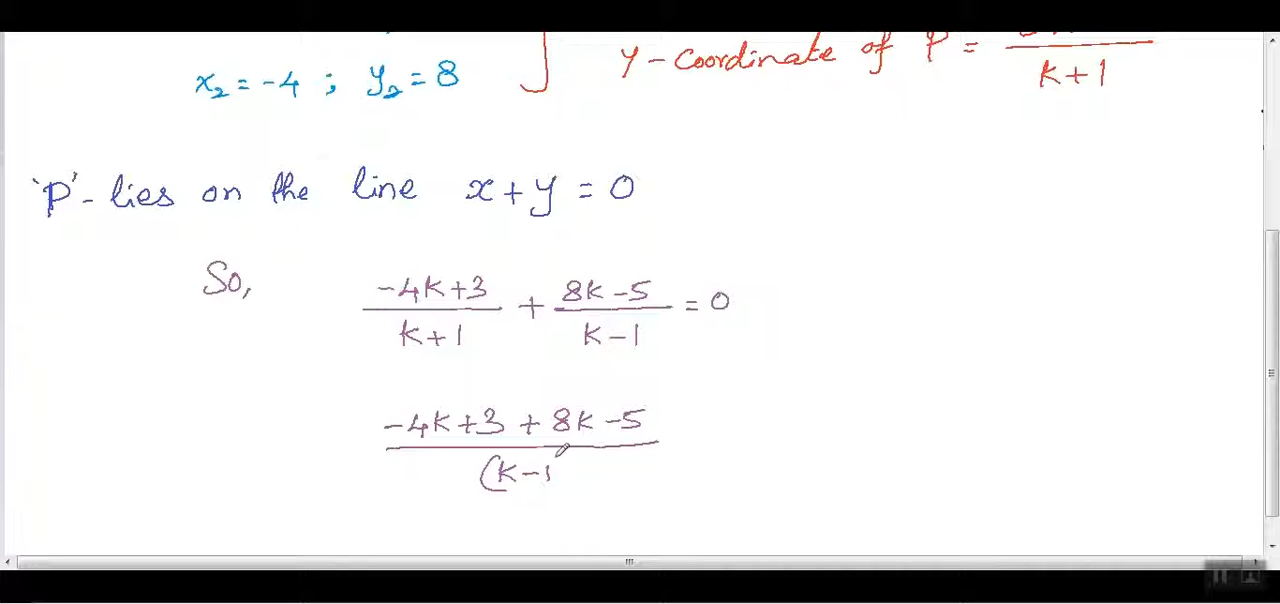 x₂ = -4 ; y₂ = 8
Y - Coordinate of P = / k+1
'P' - lies on the line x + y = 0
So, (-4k+3)/(k+1) + (8k-5)/(k-1) = 0
(-4k+3 + 8k-5)/(k-1